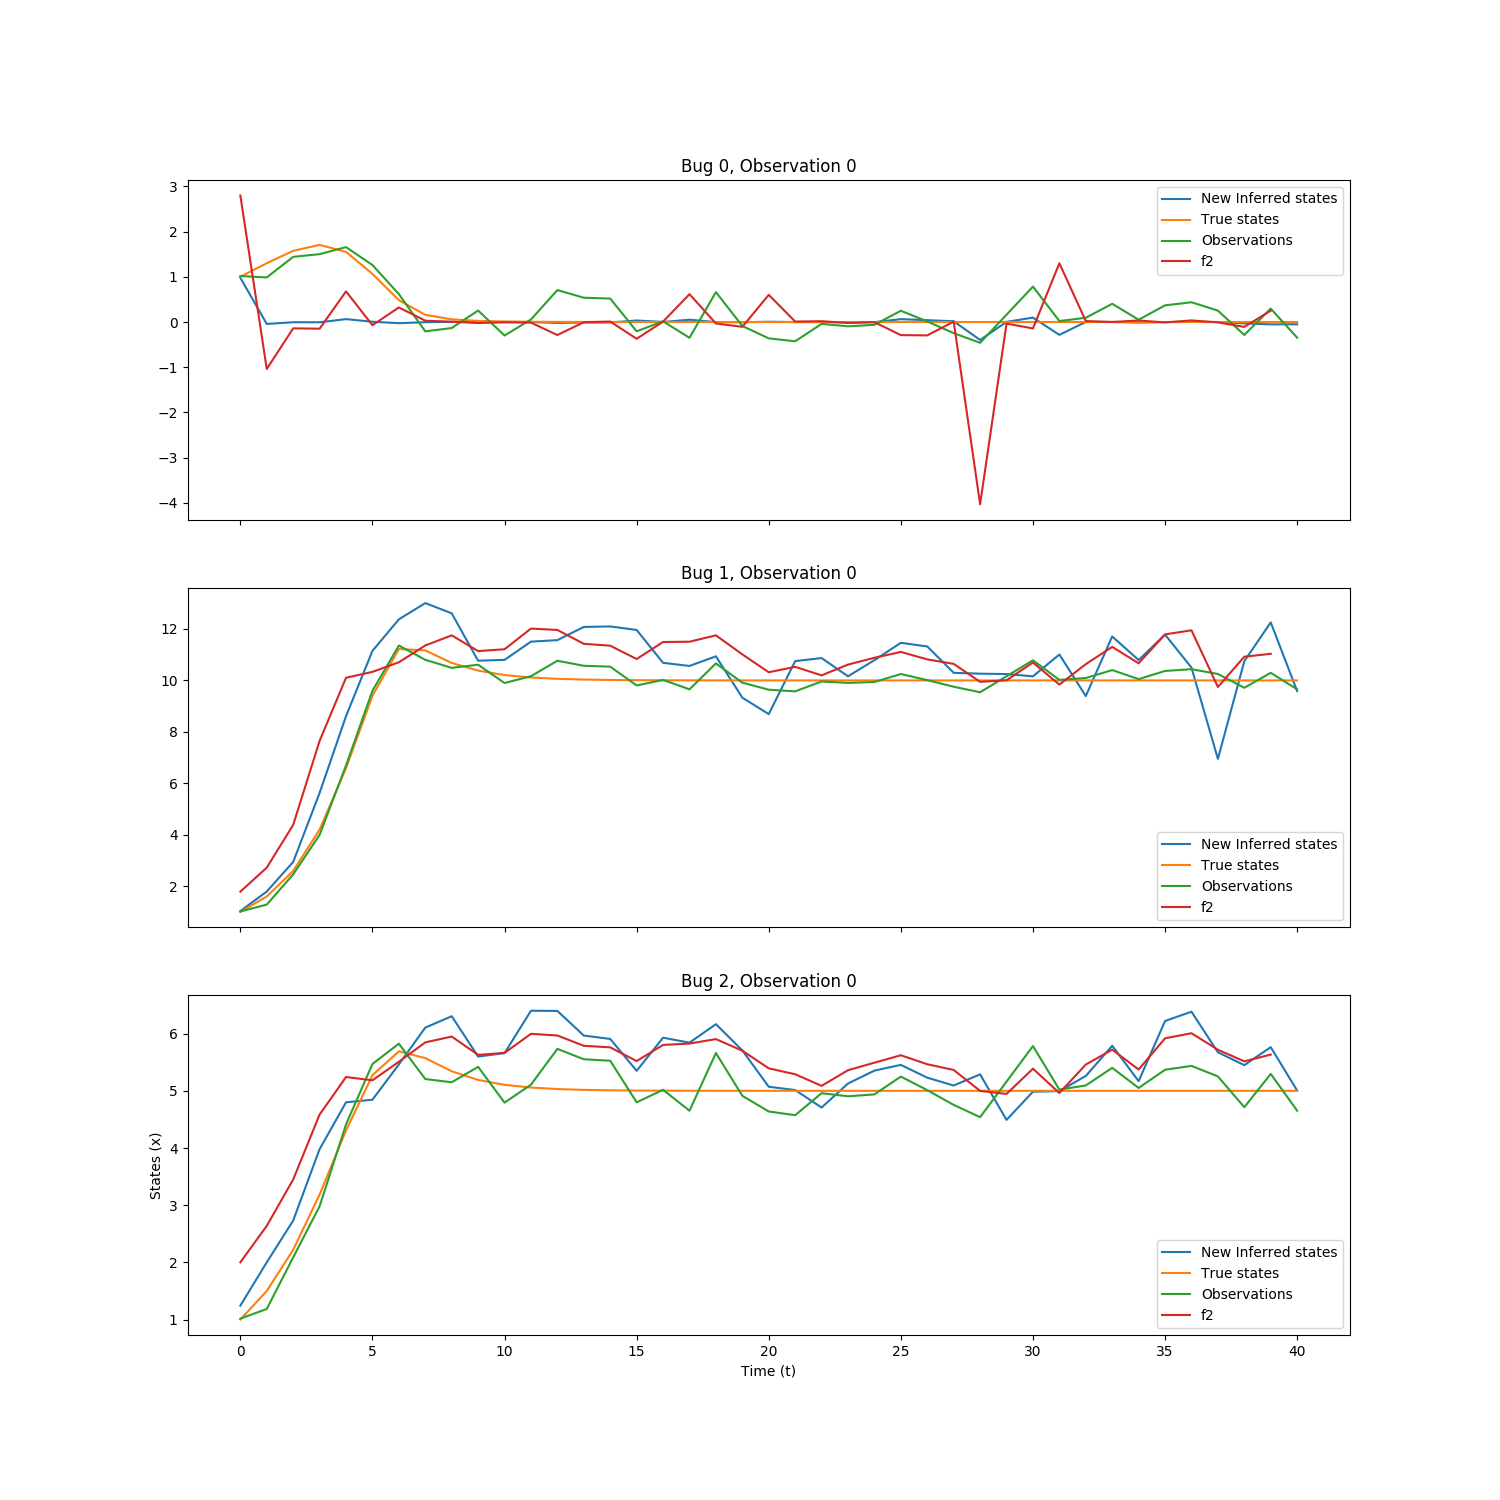 Bug 0, Observation 0
3
2
1
0
−1
−2
−3
−4
New Inferred states
True states
Observations
f2
Bug 1, Observation 0
12
10
8
6
4
2
New Inferred states
True states
Observations
f2
Bug 2, Observation 0
States (x)
6
5
4
3
2
1
New Inferred states
True states
Observations
f2
0 5 10 15 20 25 30 35 40
Time (t)